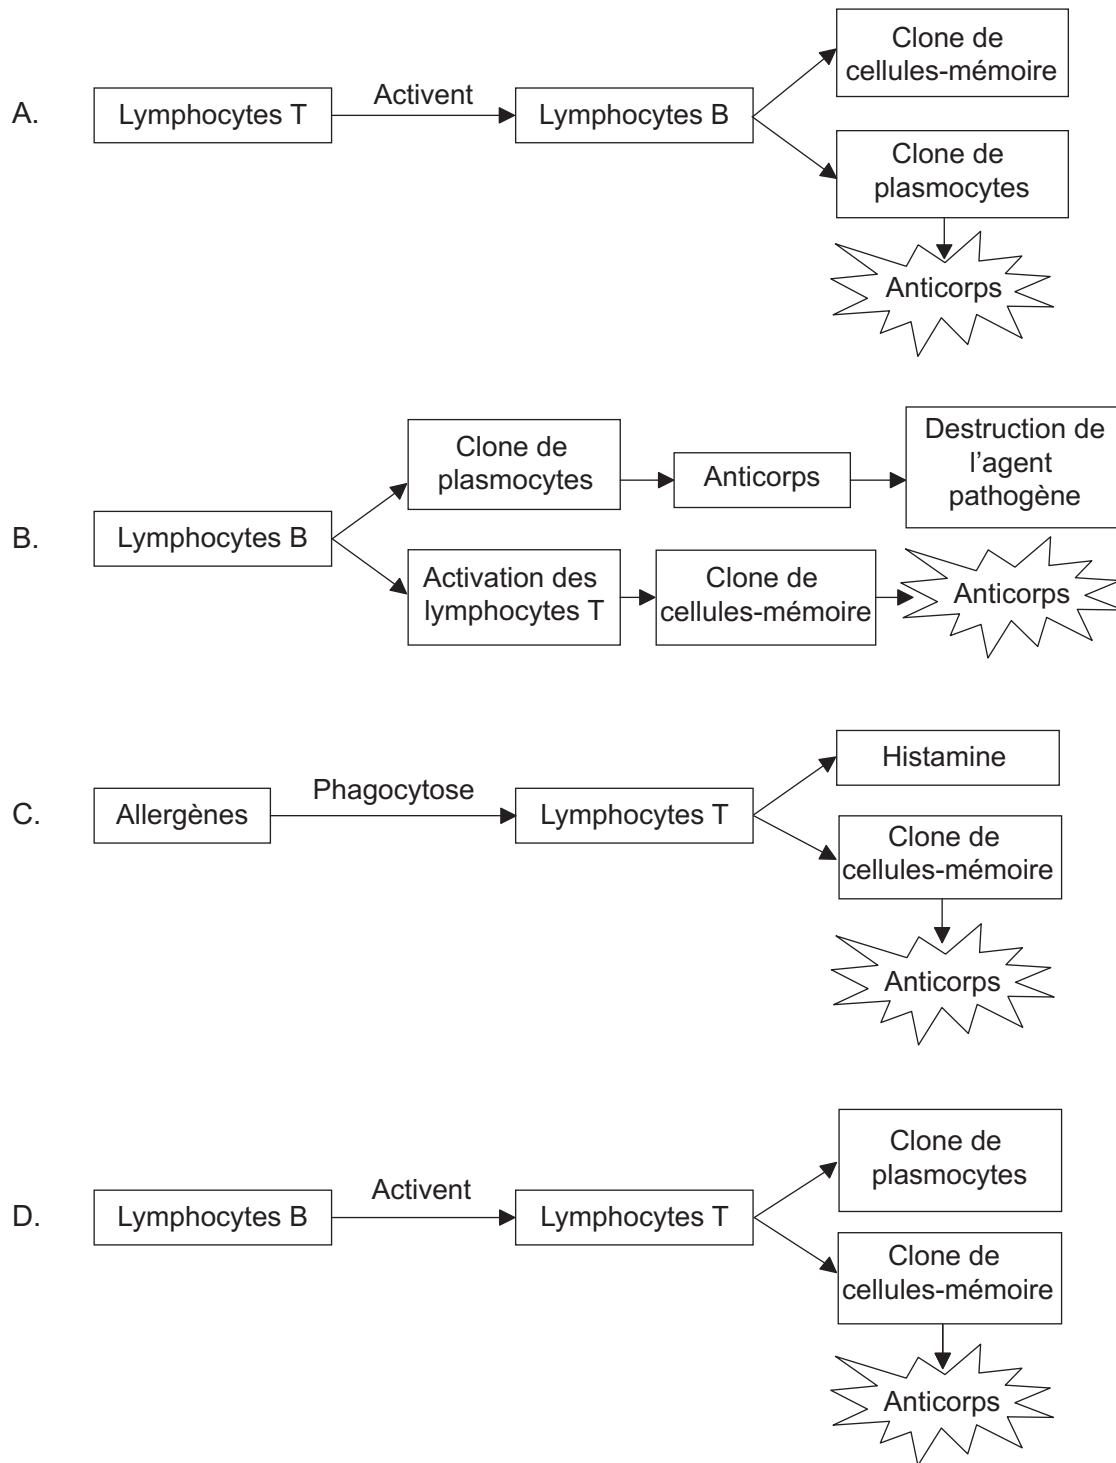 A.
Lymphocytes T
Activent
Lymphocytes B
Clone de
cellules-mémoire
Clone de
plasmocytes
Anticorps
B.
Lymphocytes B
Clone de
plasmocytes
Anticorps
Destruction de
l’agent
pathogène
Activation des
lymphocytes T
Clone de
cellules-mémoire
Anticorps
C.
Allergènes
Phagocytose
Lymphocytes T
Histamine
Clone de
cellules-mémoire
Anticorps
D.
Lymphocytes B
Activent
Lymphocytes T
Clone de
plasmocytes
Clone de
cellules-mémoire
Anticorps